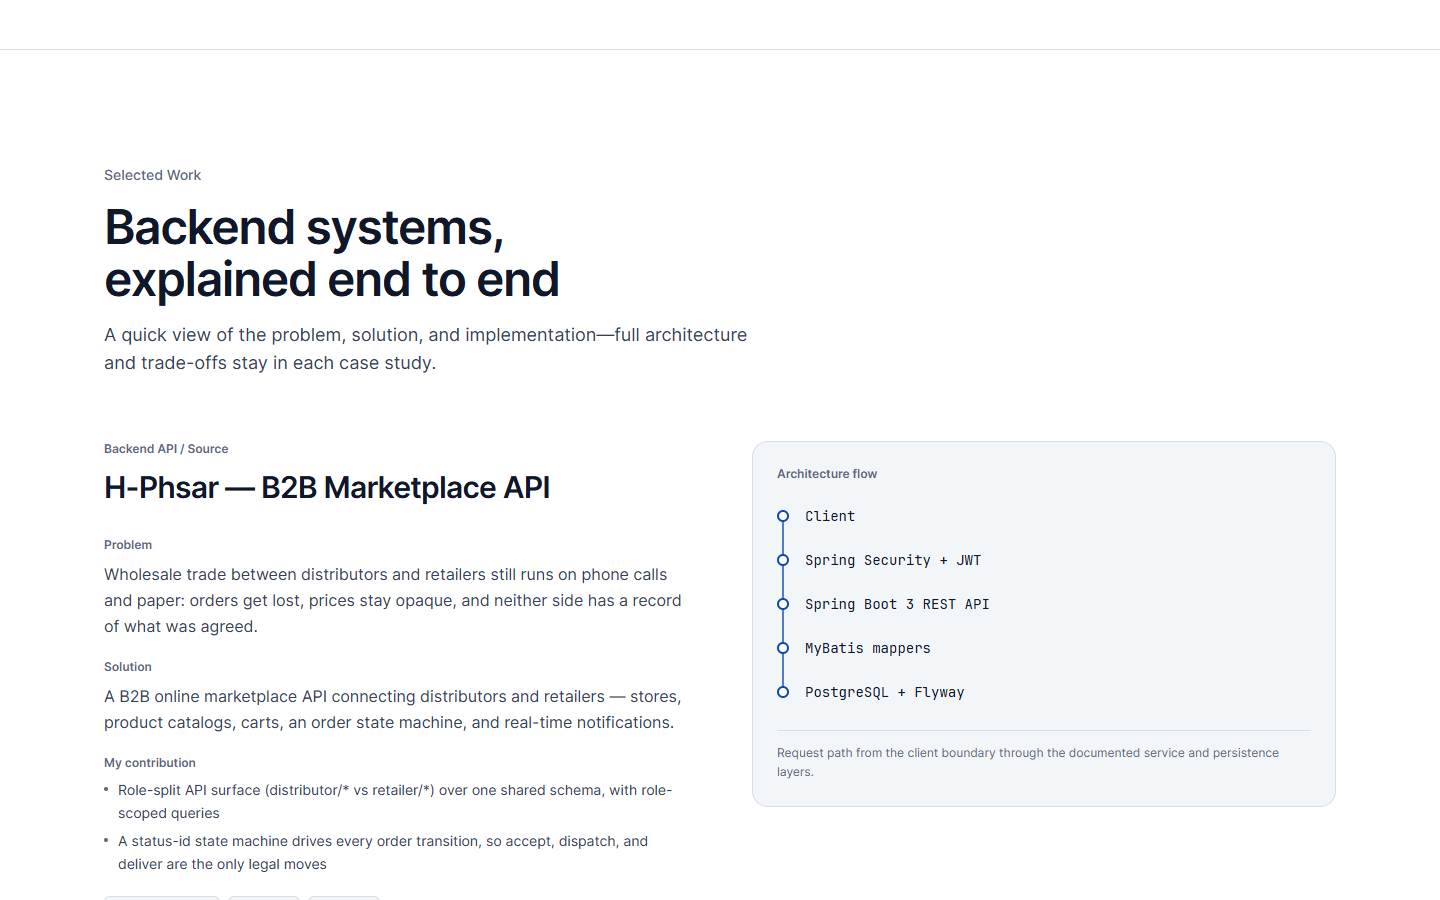 Selected Work
Backend systems,
explained end to end
A quick view of the problem, solution, and implementation—full architecture
and trade-offs stay in each case study.
Backend API / Source
H-Phsar — B2B Marketplace API
Problem
Wholesale trade between distributors and retailers still runs on phone calls
and paper: orders get lost, prices stay opaque, and neither side has a record
of what was agreed.
Solution
A B2B online marketplace API connecting distributors and retailers — stores,
product catalogs, carts, an order state machine, and real-time notifications.
My contribution
• Role-split API surface (distributor/* vs retailer/*) over one shared schema, with role-
scoped queries
• A status-id state machine drives every order transition, so accept, dispatch, and
deliver are the only legal moves
Architecture flow
Client
Spring Security + JWT
Spring Boot 3 REST API
MyBatis mappers
PostgreSQL + Flyway
Request path from the client boundary through the documented service and persistence
layers.